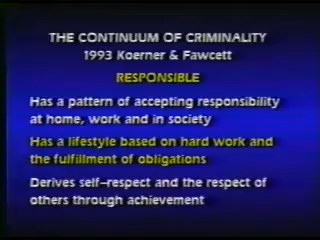 THE CONTINUUM OF CRIMINALITY
1993 Koerner & Fawcett
RESPONSIBLE
Has a pattern of accepting responsibility
at home, work and in society
Has a lifestyle based on hard work and
the fulfillment of obligations
Derives self-respect and the respect of
others through achievement